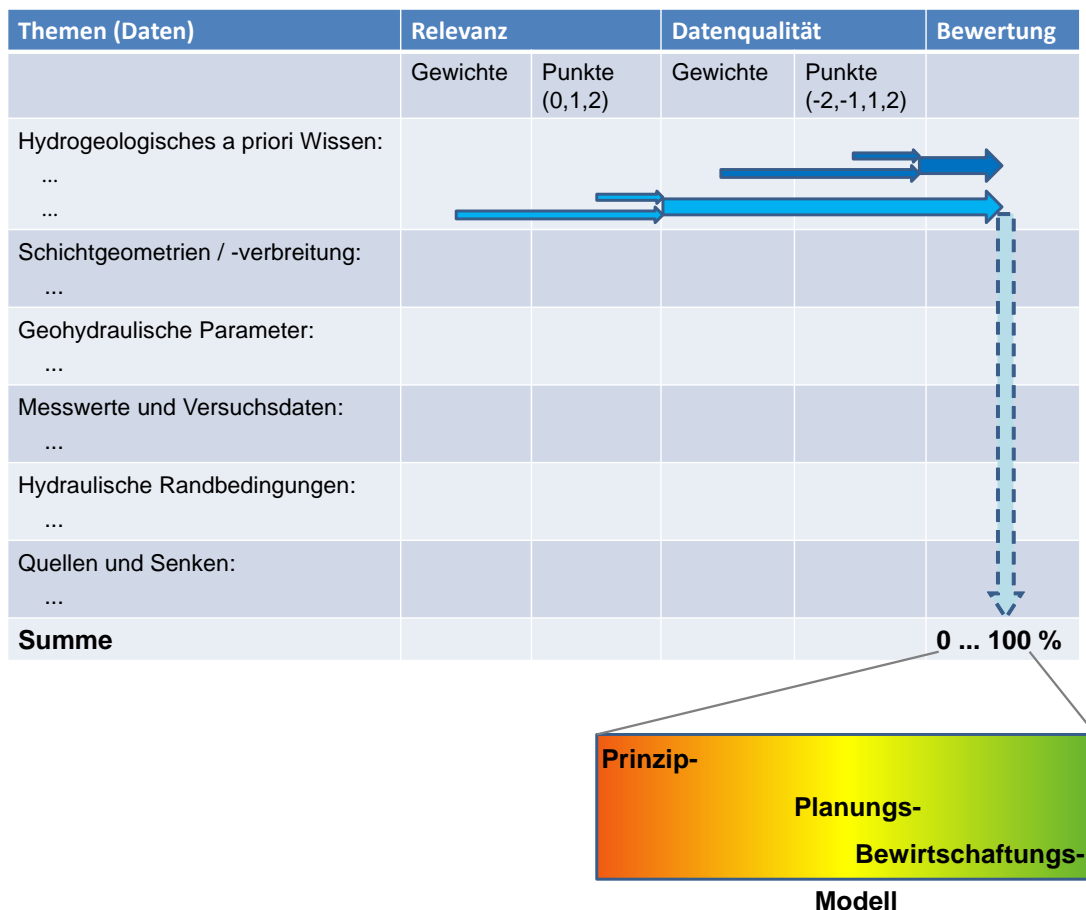 Themen (Daten) Relevanz Datenqualität Bewertung
Gewichte Punkte Gewichte Punkte
(0,1,2) (-2,-1,1,2)
Hydrogeologisches a priori Wissen:
...
...
Schichtgeometrien / -verbreitung:
...
Geohydraulische Parameter:
...
Messwerte und Versuchsdaten:
...
Hydraulische Randbedingungen:
...
Quellen und Senken:
...
Summe 0 ... 100 %
Prinzip-
Planungs-
Bewirtschaftungs-
Modell